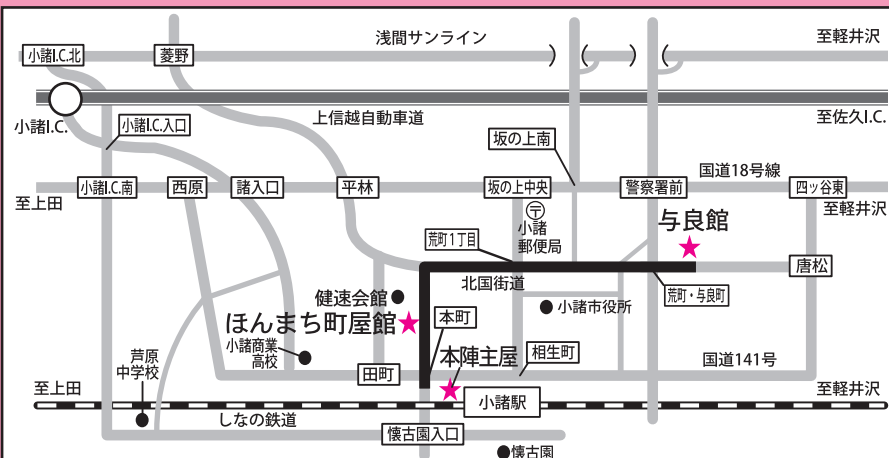 浅間サンライン
至軽井沢
小諸I.C.北
菱野
小諸I.C.
小諸I.C.入口
上信越自動車道
至佐久I.C.
坂の上南
国道18号線
小諸I.C.南
西原
諸入口
平林
坂の上中央
警察署前
四ッ谷東
至上田
至軽井沢
〒
小諸
郵便局
与良館
荒町1丁目
唐松
北国街道
荒町・与良町
健速会館
小諸市役所
ほんまち町屋館
本町
小諸商業
高校
本陣主屋
相生町
国道141号
芦原
中学校
田町
至上田
至軽井沢
小諸駅
しなの鉄道
懐古園入口
懐古園